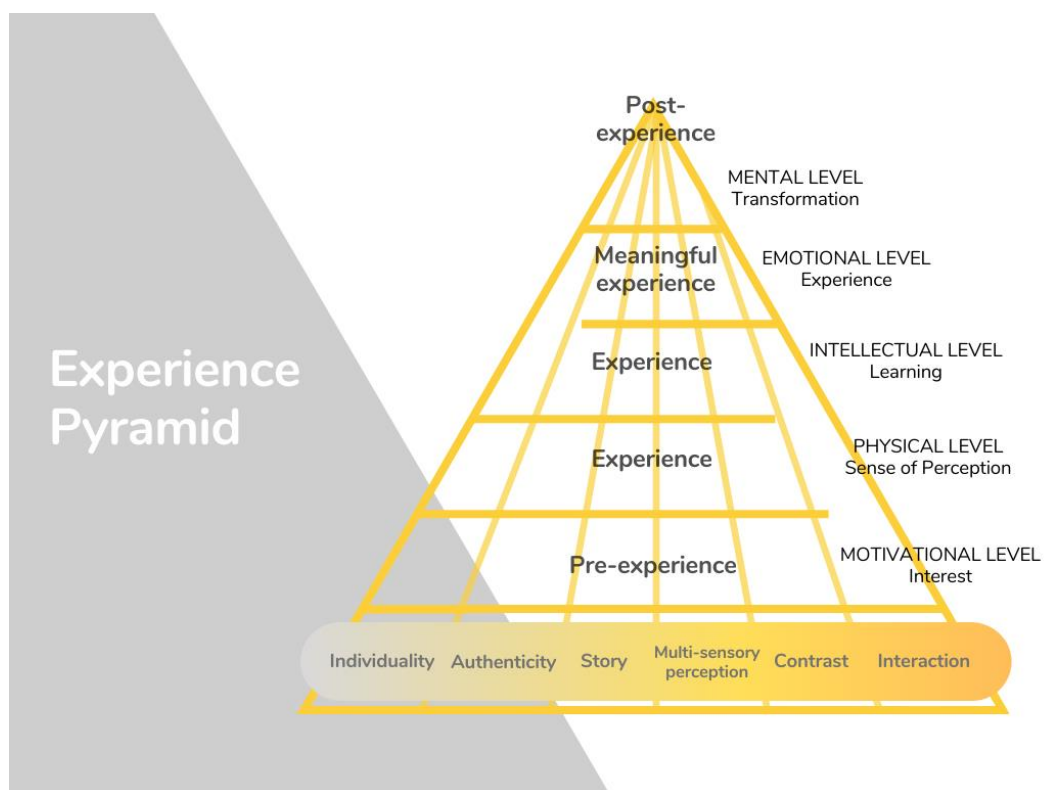 Experience
Pyramid
Post-
experience
MENTAL LEVEL
Transformation
Meaningful
experience
EMOTIONAL LEVEL
Experience
Experience
INTELLECTUAL LEVEL
Learning
Experience
PHYSICAL LEVEL
Sense of Perception
Pre-experience
MOTIVATIONAL LEVEL
Interest
Individuality
Authenticity
Story
Multi-sensory
perception
Contrast
Interaction